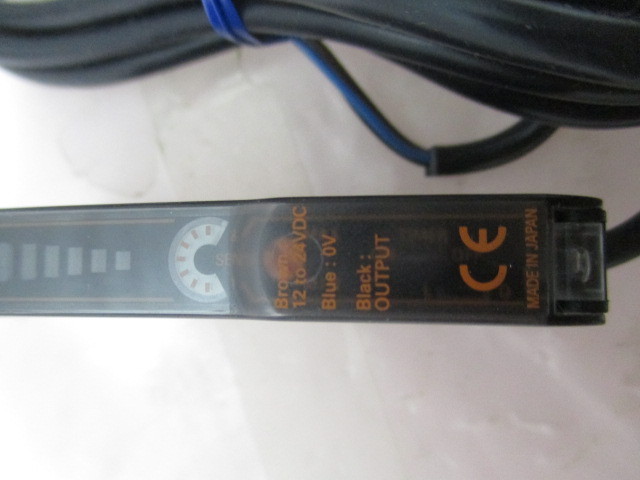 Brown:
12 to 24VDC
Blue : 0V
Black :
OUTPUT
CE
MADE IN JAPAN